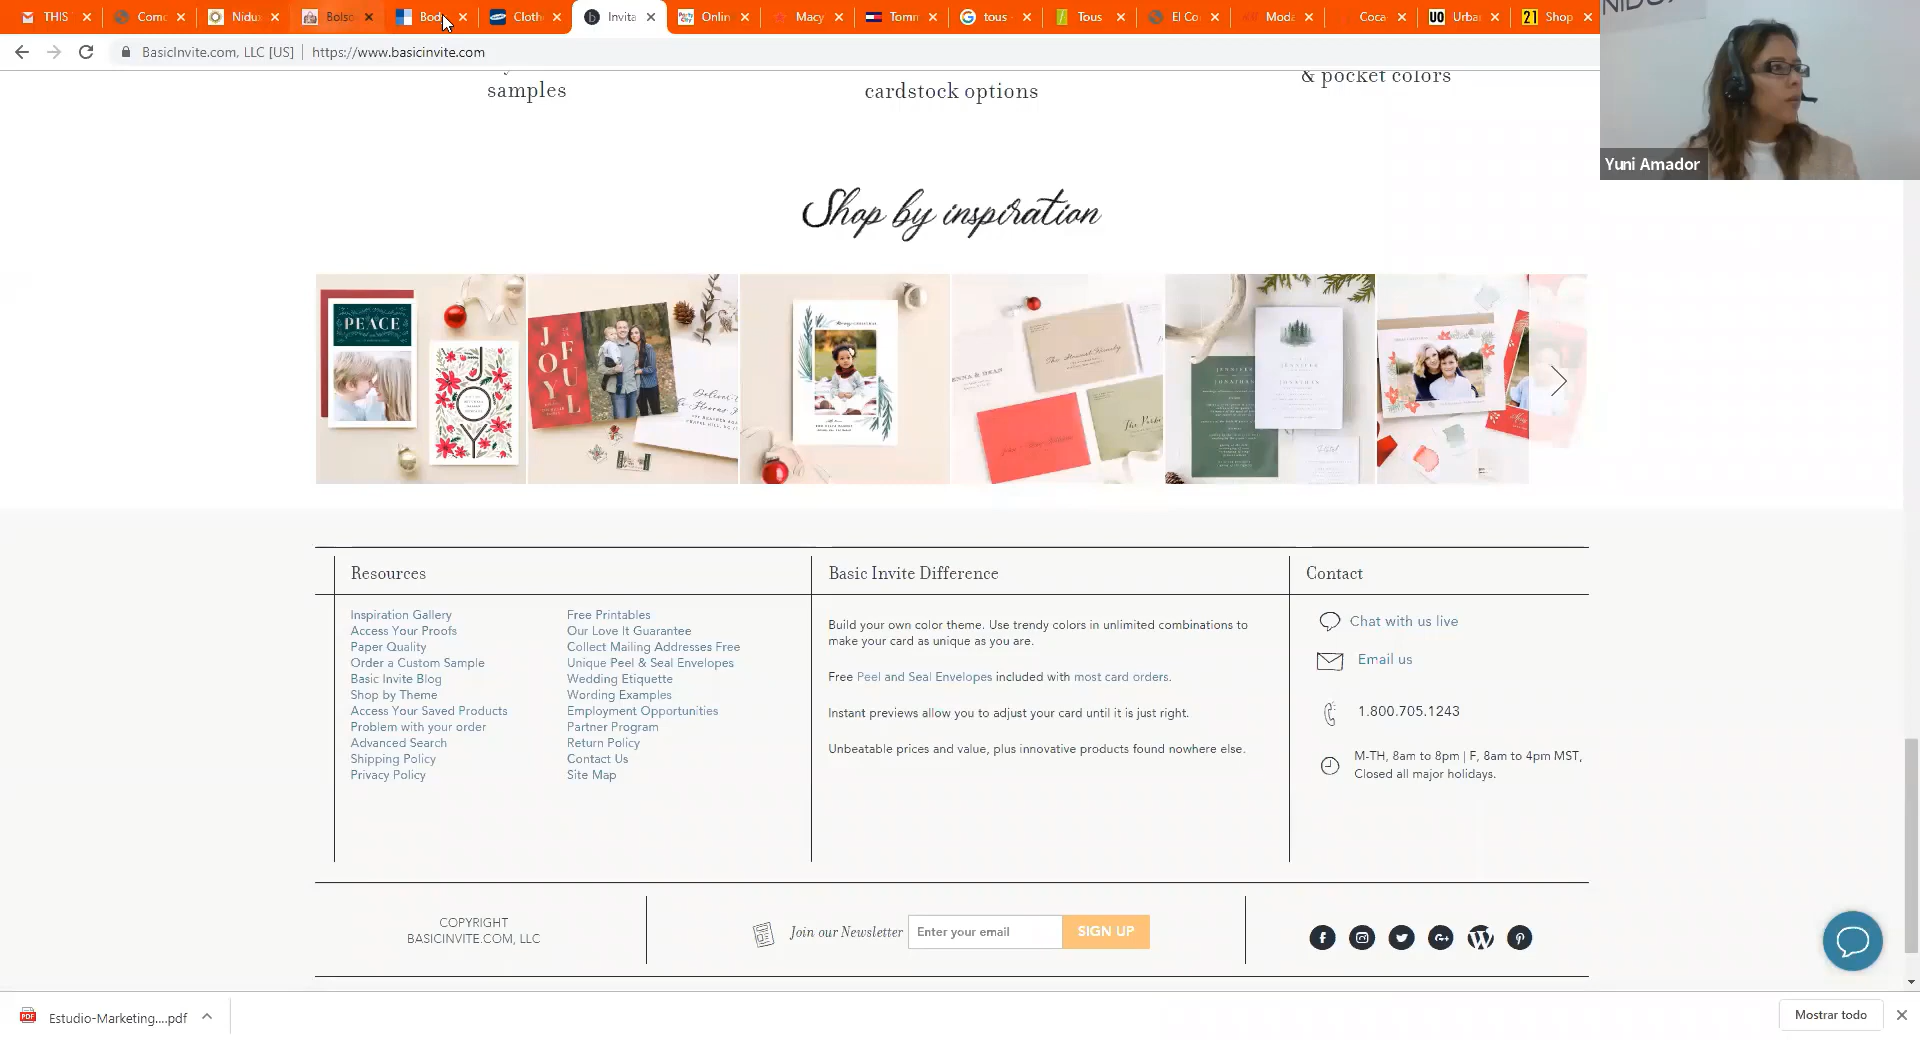 THIS
Como
Nidux
Bolso
Bod
Cloth
Invita
Onlin
Macy
Tomn
tous -
Tous
El Co
Moda
Coca
Urba
Shop
BasicInvite.com, LLC [US] https://www.basicinvite.com
Yuni Amador
samples
cardstock options
& pocket colors
Shop by inspiration
PEACE
JOY
JOYFUL
Resources
Basic Invite Difference
Contact
Inspiration Gallery
Access Your Proofs
Paper Quality
Order a Custom Sample
Basic Invite Blog
Shop by Theme
Access Your Saved Products
Problem with your order
Advanced Search
Shipping Policy
Privacy Policy
Free Printables
Our Love It Guarantee
Collect Mailing Addresses Free
Unique Peel & Seal Envelopes
Wedding Etiquette
Wording Examples
Employment Opportunities
Partner Program
Return Policy
Contact Us
Site Map
Build your own color theme. Use trendy colors in unlimited combinations to
make your card as unique as you are.
Free Peel and Seal Envelopes included with most card orders.
Instant previews allow you to adjust your card until it is just right.
Unbeatable prices and value, plus innovative products found nowhere else.
Chat with us live
Email us
1.800.705.1243
M-TH, 8am to 8pm | F, 8am to 4pm MST,
Closed all major holidays.
COPYRIGHT
BASICINVITE.COM, LLC
Join our Newsletter
Enter your email
SIGN UP
Estudio-Marketing....pdf
Mostrar todo